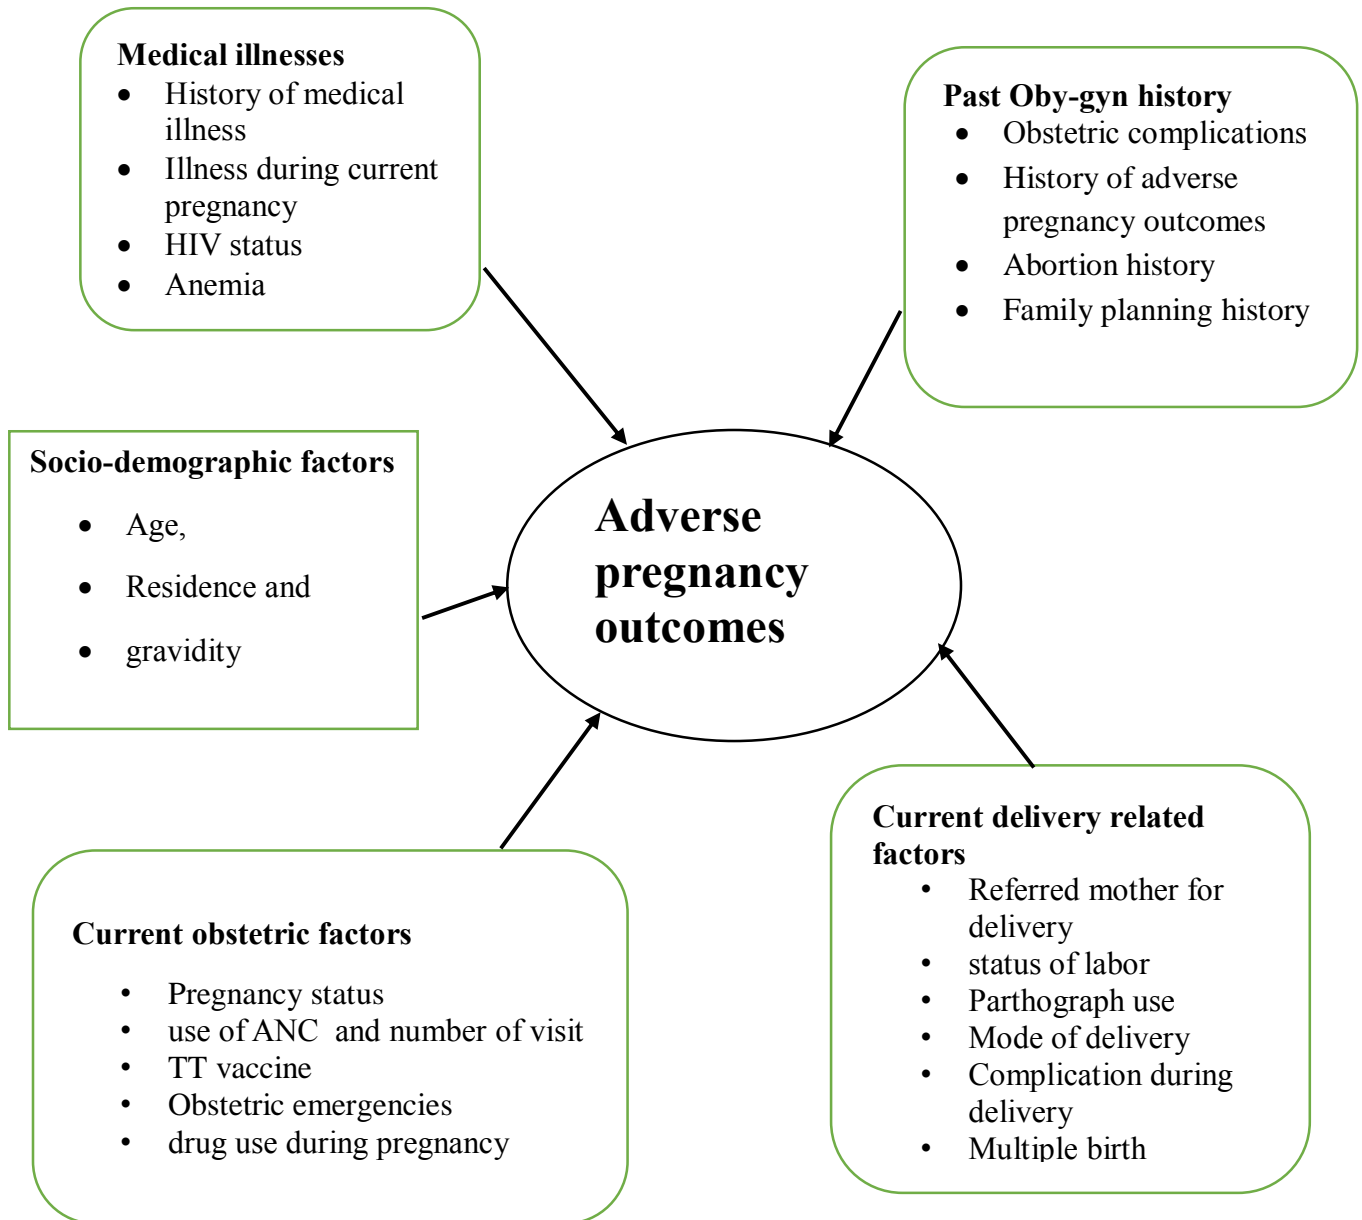 Medical illnesses
• History of medical
illness
• Illness during current
pregnancy
• HIV status
• Anemia
Past Oby-gyn history
• Obstetric complications
• History of adverse
pregnancy outcomes
• Abortion history
• Family planning history
Socio-demographic factors
• Age,
• Residence and
• gravidity
Adverse
pregnancy
outcomes
Current obstetric factors
• Pregnancy status
• use of ANC and number of visit
• TT vaccine
• Obstetric emergencies
• drug use during pregnancy
Current delivery related
factors
• Referred mother for
delivery
• status of labor
• Parthograph use
• Mode of delivery
• Complication during
delivery
• Multiple birth